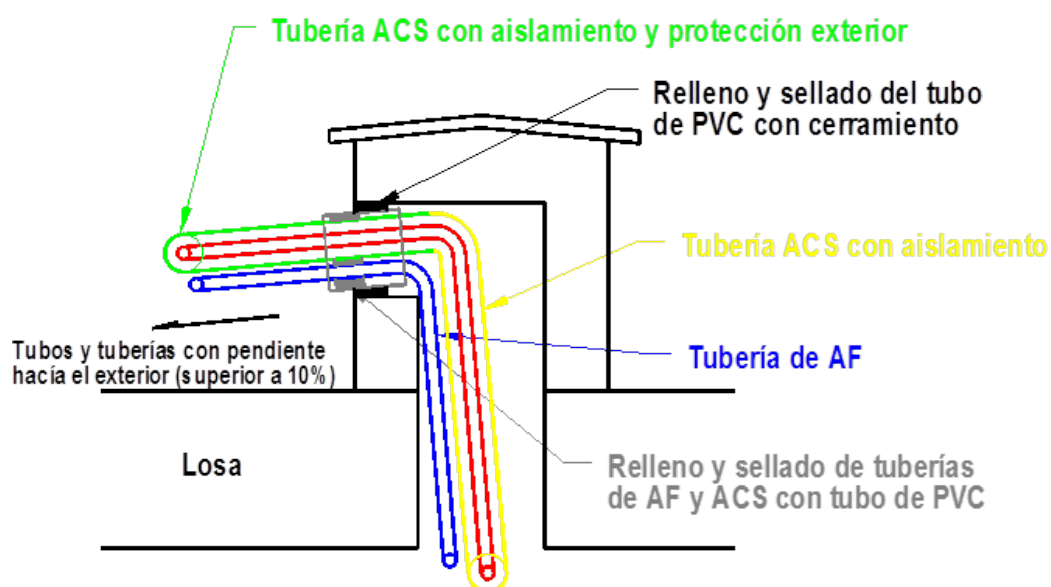 Tubería ACS con aislamiento y protección exterior
Relleno y sellado del tubo
de PVC con cerramiento
Tubería ACS con aislamiento
Tubos y tuberías con pendiente
hacía el exterior (superior a 10%)
Tubería de AF
Losa
Relleno y sellado de tuberías
de AF y ACS con tubo de PVC